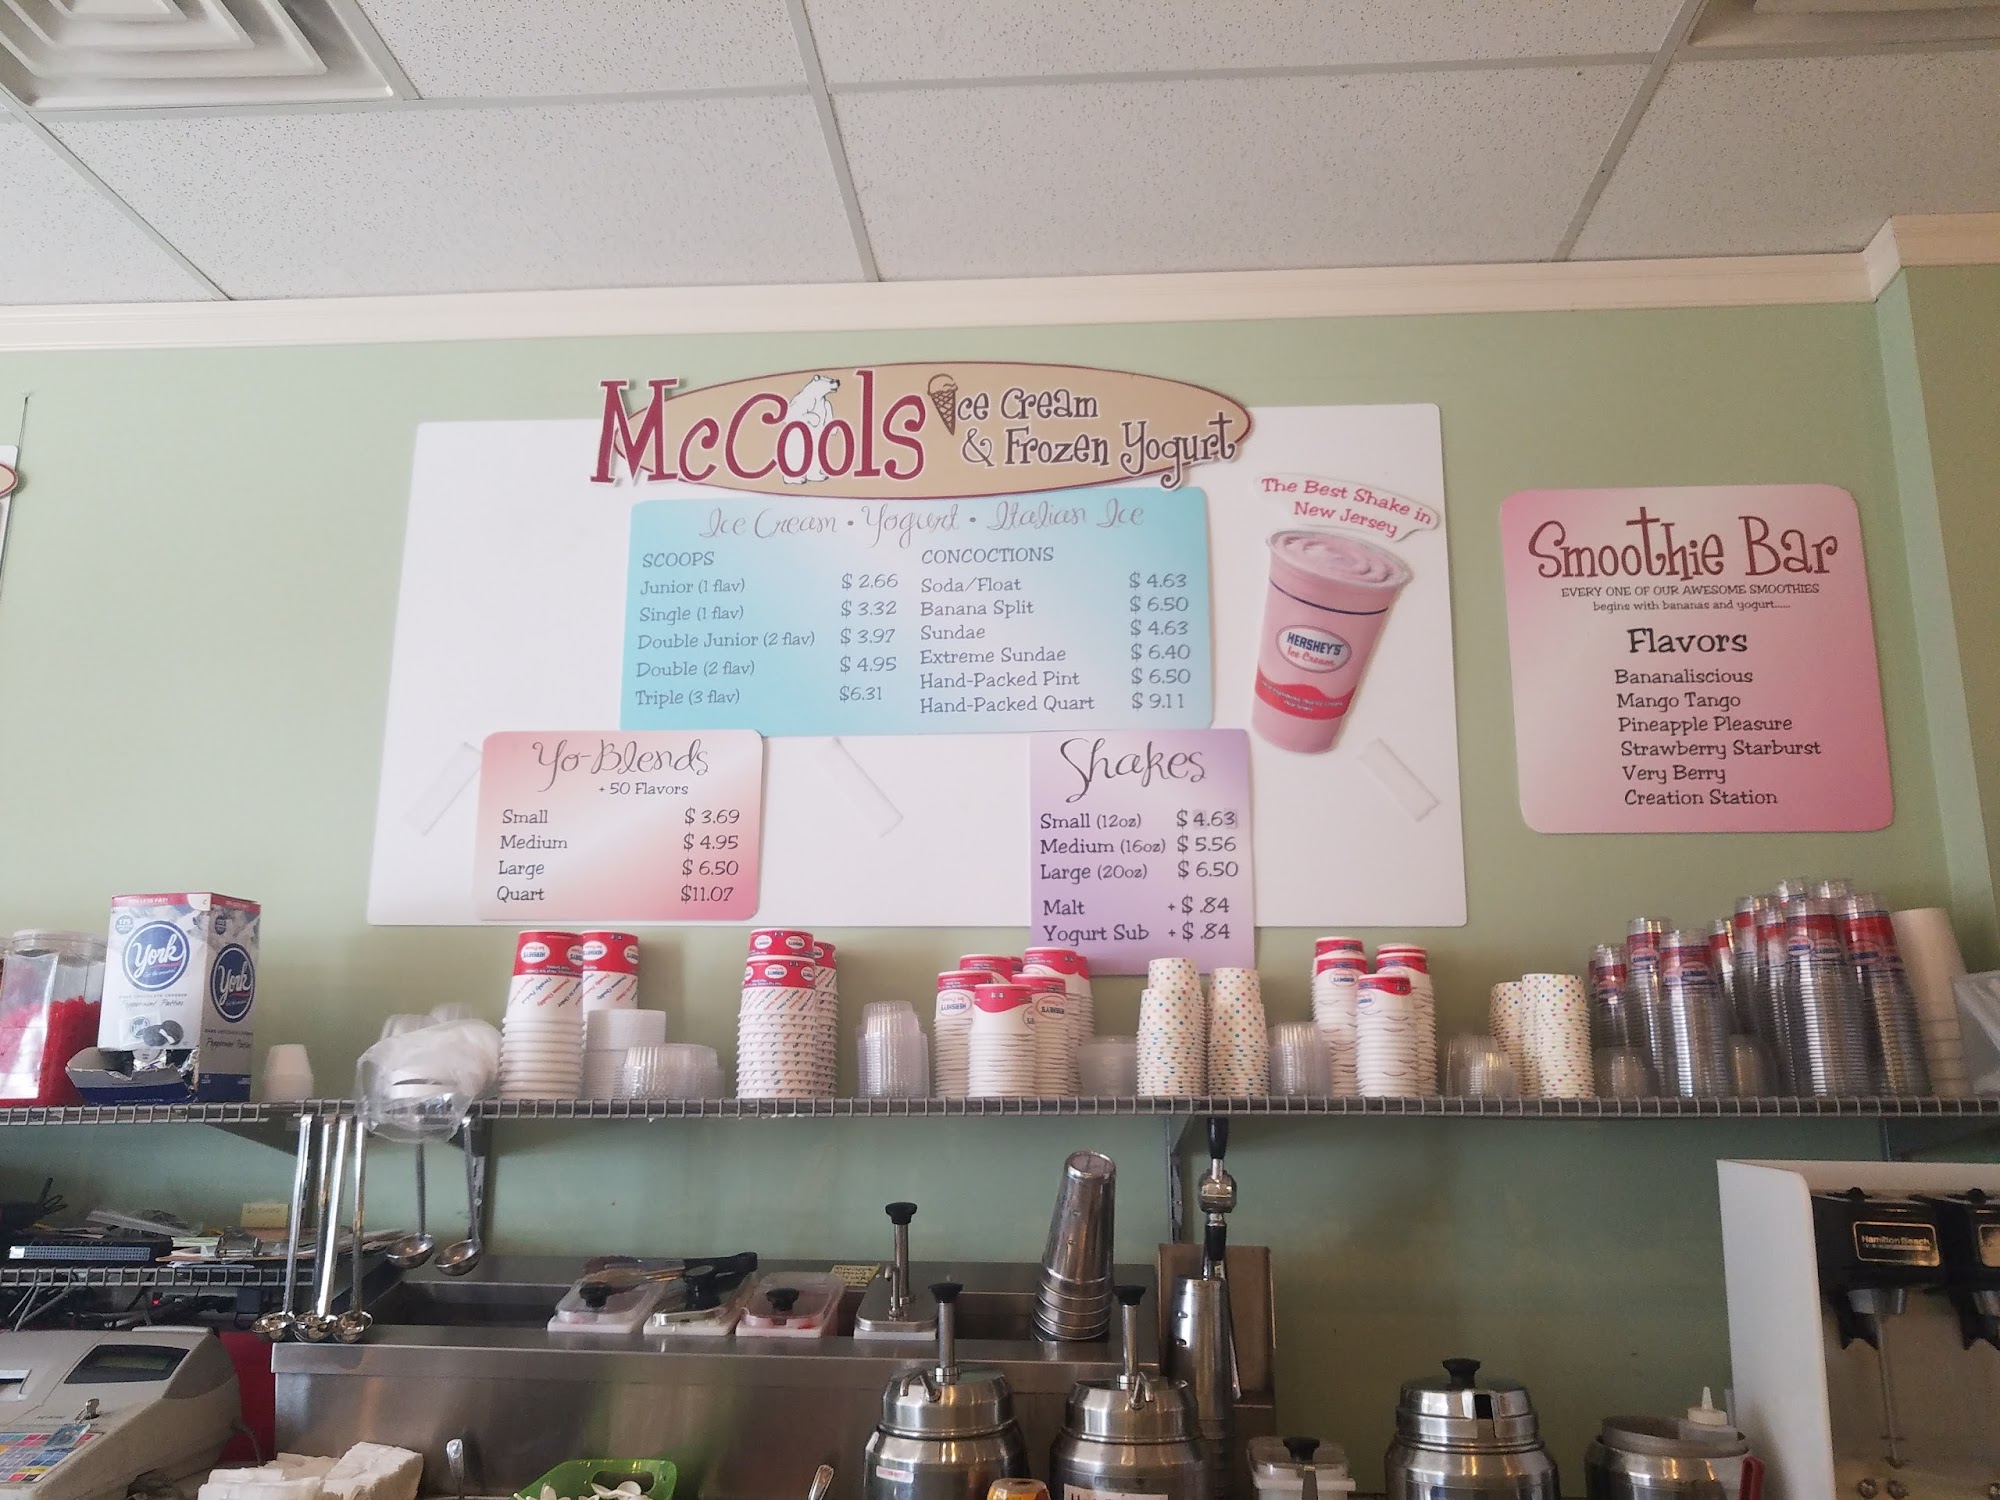 McCools Ice Cream
& Frozen Yogurt
Ice Cream • Yogurt • Italian Ice
SCOOPS
Junior (1 flav) $ 2.66
Single (1 flav) $ 3.32
Double Junior (2 flav) $ 3.97
Double (2 flav) $ 4.95
Triple (3 flav) $6.31
CONCOCTIONS
Soda/Float $ 4.63
Banana Split $ 6.50
Sundae $ 4.63
Extreme Sundae $ 6.40
Hand-Packed Pint $ 6.50
Hand-Packed Quart $ 9.11
The Best Shake in
New Jersey
HERSHEY'S
Ice Cream
Yo-Blends
+ 50 Flavors
Small $ 3.69
Medium $ 4.95
Large $ 6.50
Quart $11.07
Shakes
Small (12oz) $ 4.63
Medium (16oz) $ 5.56
Large (20oz) $ 6.50
Malt + $ .84
Yogurt Sub + $ .84
Smoothie Bar
EVERY ONE OF OUR AWESOME SMOOTHIES
begins with bananas and yogurt......
Flavors
Bananaliscious
Mango Tango
Pineapple Pleasure
Strawberry Starburst
Very Berry
Creation Station
York
Peppermint Patties
York
Peppermint Patties
HERSHEY'S
HERSHEY'S
HERSHEY'S
Hamilton Beach